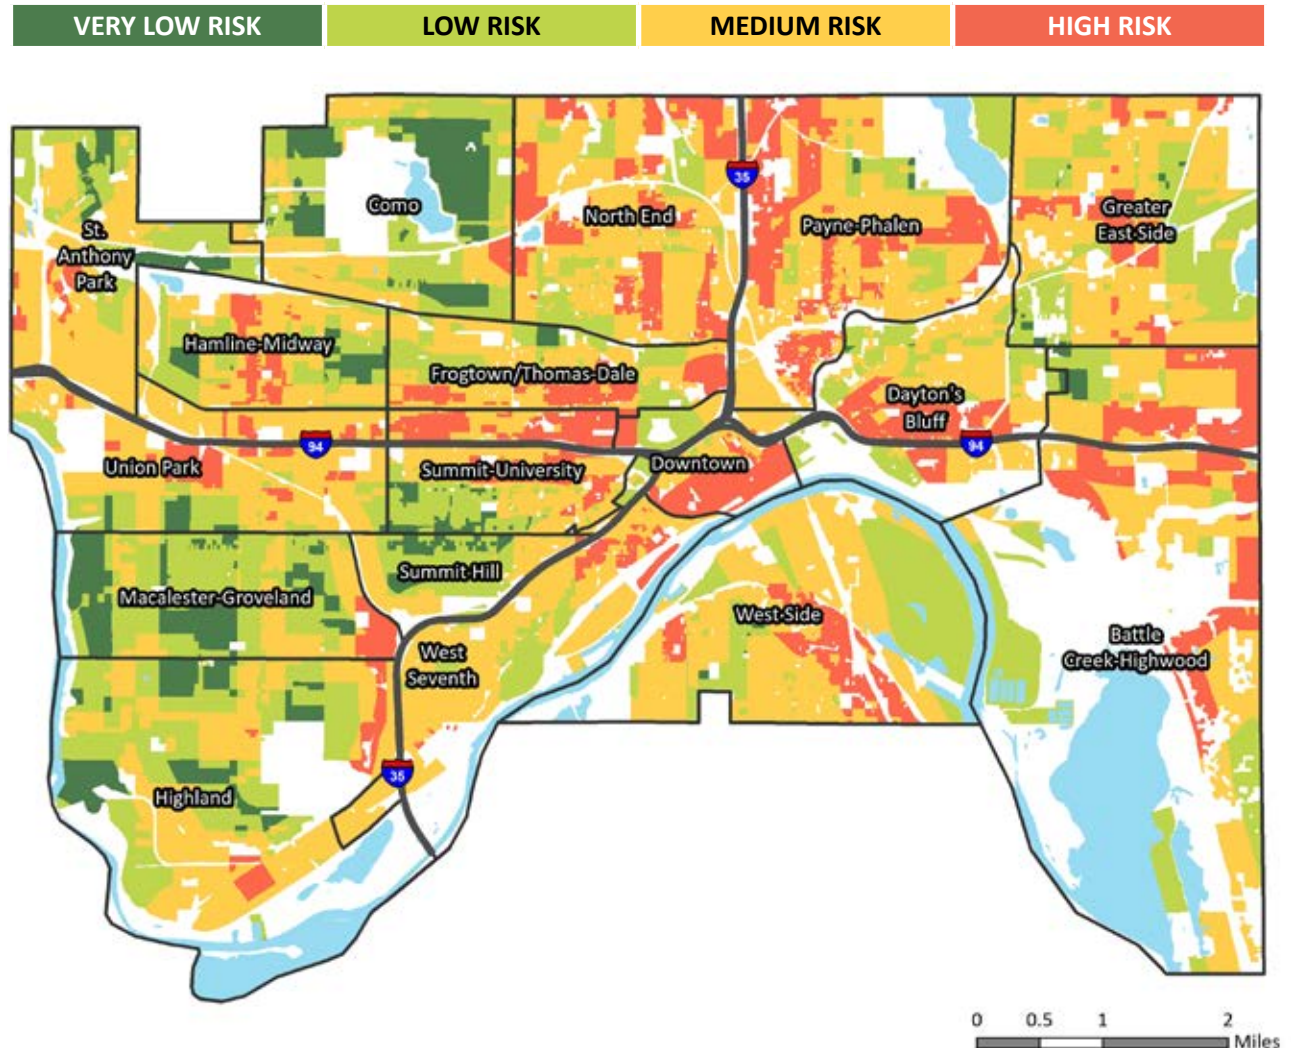 VERY LOW RISK
LOW RISK
MEDIUM RISK
HIGH RISK
35
Como
North End
Payne-Phalen
Greater
East-Side
St.
Anthony
Park
Hamline-Midway
Frogtown/Thomas-Dale
Dayton's
Bluff
94
94
Union Park
Summit-University
Downtown
Summit-Hill
Macalester-Groveland
West-Side
West
Seventh
Battle
Creek-Highwood
35
Highland
0 0.5 1 2
Miles